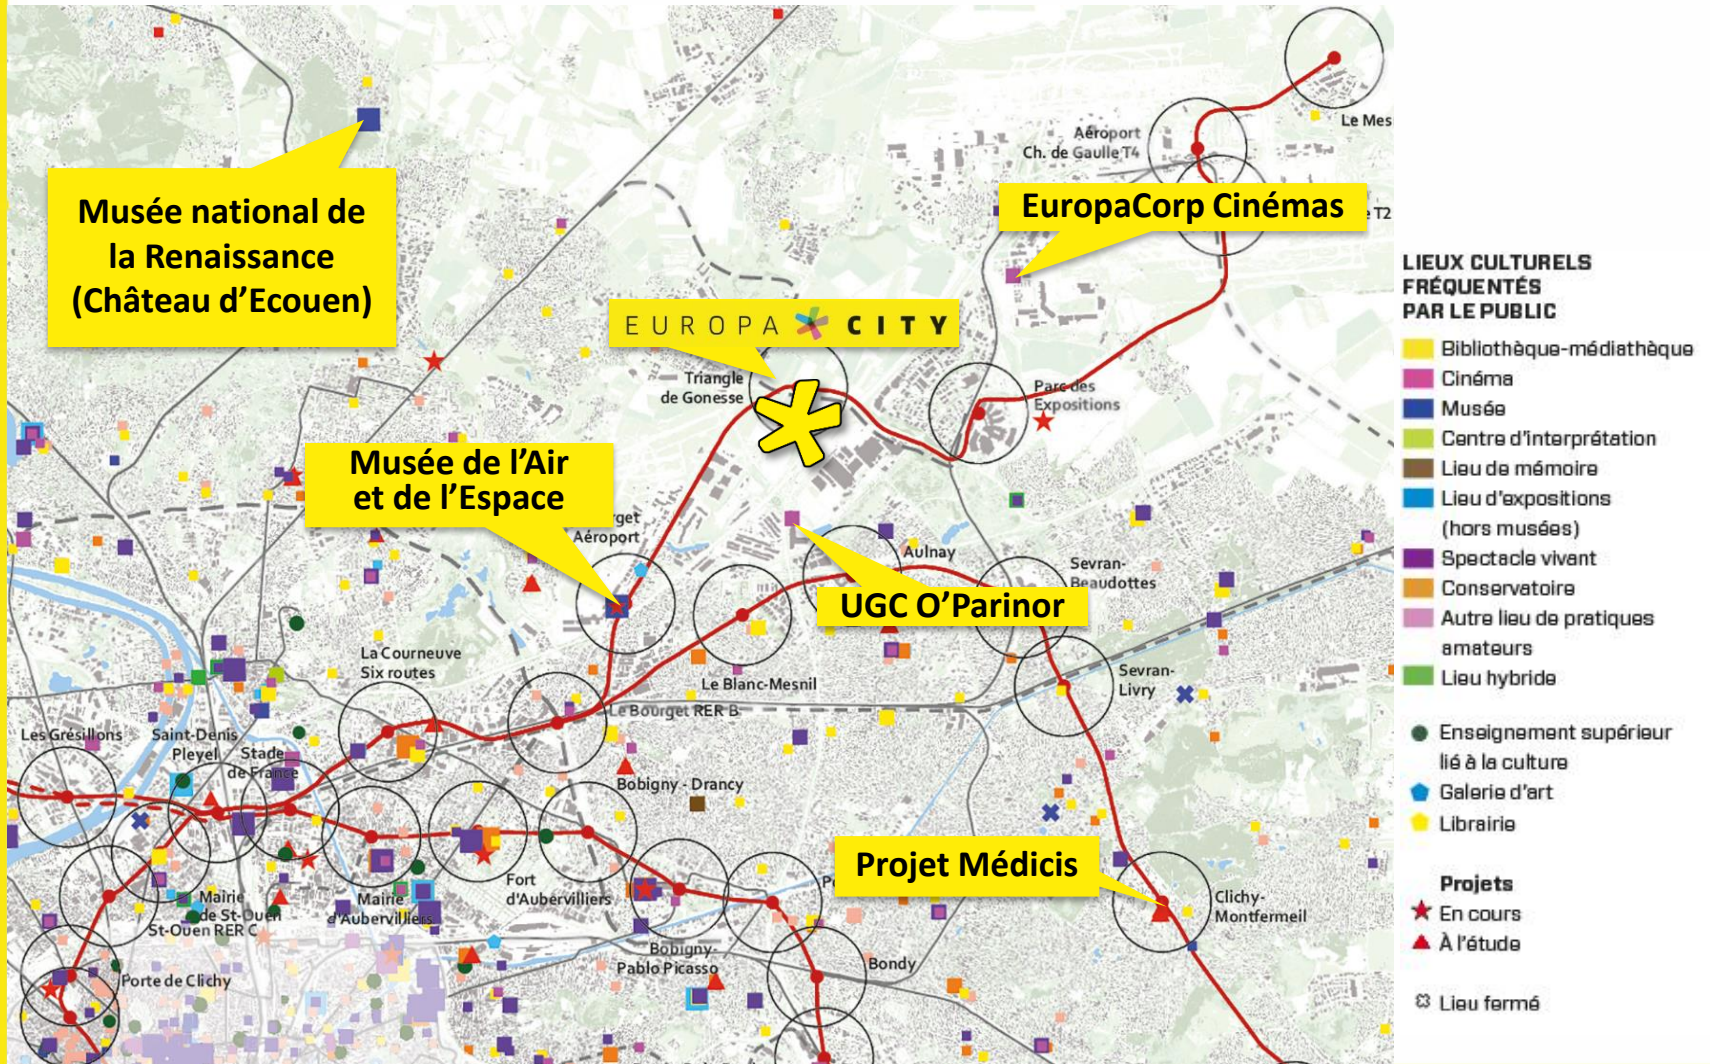 Le Mes
Aéroport
Ch. de Gaulle T4
Musée national de
la Renaissance
(Château d'Ecouen)
EuropaCorp Cinémas
T2
EUROPA CITY
Triangle
de Gonesse
Parc des
Expositions
Musée de l'Air
et de l'Espace
rget
Aéroport
Aulnay
Sevran-
Beaudottes
UGC O'Parinor
La Courneuve
Six routes
Le Blanc-Mesnil
Sevran-
Livry
Le Bourget RER B
Les Grésillons
Saint-Denis
Pleyel
Stade
de France
Bobigny - Drancy
Projet Médicis
Fort
d'Aubervilliers
Mairie
de St-Ouen
St-Ouen RER C
Mairie
d'Aubervilliers
Clichy-
Montfermeil
Bobigny-
Pablo Picasso
Bondy
Porte de Clichy
LIEUX CULTURELS
FRÉQUENTÉS
PAR LE PUBLIC
Bibliothèque-médiathèque
Cinéma
Musée
Centre d'interprétation
Lieu de mémoire
Lieu d'expositions
(hors musées)
Spectacle vivant
Conservatoire
Autre lieu de pratiques
amateurs
Lieu hybride
Enseignement supérieur
lié à la culture
Galerie d'art
Librairie
Projets
En cours
À l'étude
Lieu fermé